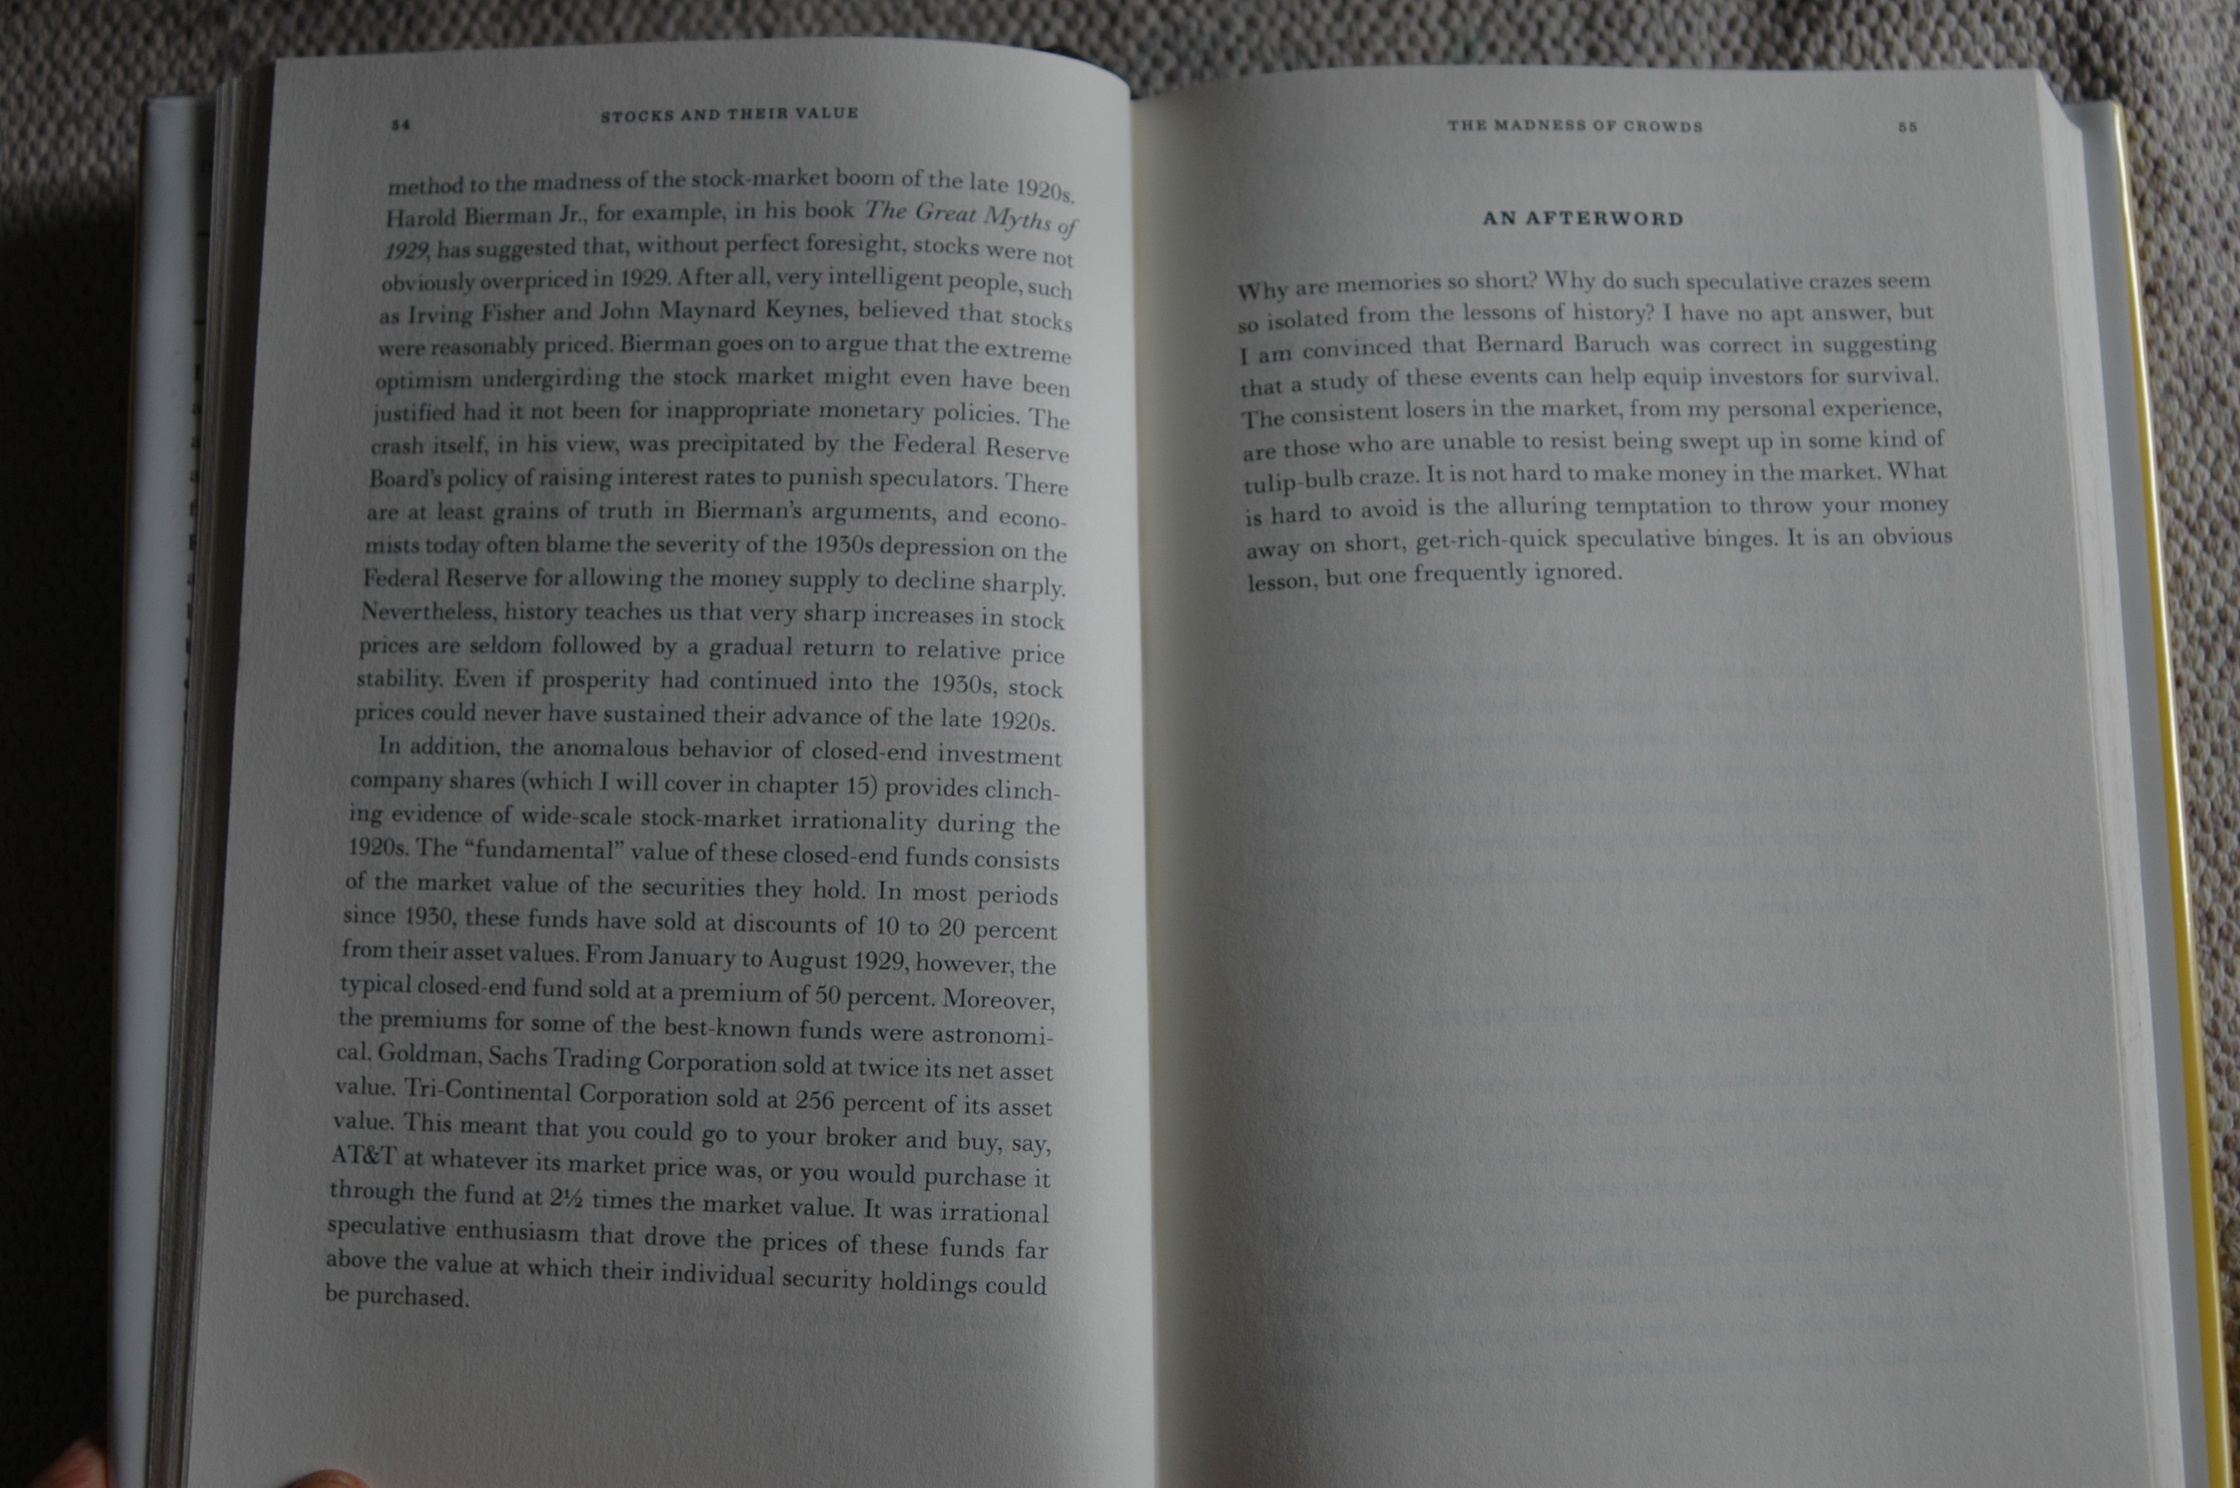 54
STOCKS AND THEIR VALUE
method to the madness of the stock-market boom of the late 1920s.
Harold Bierman Jr., for example, in his book The Great Myths of
1929, has suggested that, without perfect foresight, stocks were not
obviously overpriced in 1929. After all, very intelligent people, such
as Irving Fisher and John Maynard Keynes, believed that stocks
were reasonably priced. Bierman goes on to argue that the extreme
optimism undergirding the stock market might even have been
justified had it not been for inappropriate monetary policies. The
crash itself, in his view, was precipitated by the Federal Reserve
Board's policy of raising interest rates to punish speculators. There
are at least grains of truth in Bierman's arguments, and econo-
mists today often blame the severity of the 1930s depression on the
Federal Reserve for allowing the money supply to decline sharply.
Nevertheless, history teaches us that very sharp increases in stock
prices are seldom followed by a gradual return to relative price
stability. Even if prosperity had continued into the 1930s, stock
prices could never have sustained their advance of the late 1920s.
In addition, the anomalous behavior of closed-end investment
company shares (which I will cover in chapter 15) provides clinch-
ing evidence of wide-scale stock-market irrationality during the
1920s. The “fundamental” value of these closed-end funds consists
of the market value of the securities they hold. In most periods
since 1930, these funds have sold at discounts of 10 to 20 percent
from their asset values. From January to August 1929, however, the
typical closed-end fund sold at a premium of 50 percent. Moreover,
the premiums for some of the best-known funds were astronomi-
cal. Goldman, Sachs Trading Corporation sold at twice its net asset
value. Tri-Continental Corporation sold at 256 percent of its asset
value. This meant that you could go to your broker and buy, say,
AT&T at whatever its market price was, or you would purchase it
through the fund at 2½ times the market value. It was irrational
speculative enthusiasm that drove the prices of these funds far
above the value at which their individual security holdings could
be purchased.
THE MADNESS OF CROWDS
55
AN AFTERWORD
Why are memories so short? Why do such speculative crazes seem
so isolated from the lessons of history? I have no apt answer, but
I am convinced that Bernard Baruch was correct in suggesting
that a study of these events can help equip investors for survival.
The consistent losers in the market, from my personal experience,
are those who are unable to resist being swept up in some kind of
tulip-bulb craze. It is not hard to make money in the market. What
is hard to avoid is the alluring temptation to throw your money
away on short, get-rich-quick speculative binges. It is an obvious
lesson, but one frequently ignored.